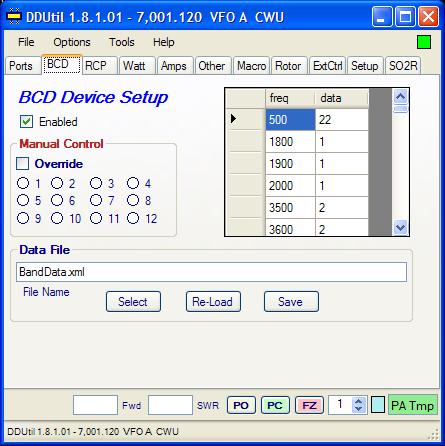 DDUtil 1.8.1.01 - 7,001.120 VFO A CWU
File Options Tools Help
Ports BCD RCP Watt Amps Other Macro Rotor ExtCtrl Setup SO2R
BCD Device Setup
Enabled
Manual Control
Override
1 2 3 4
5 6 7 8
9 10 11 12
freq data
500 22
1800 1
1900 1
2000 1
3500 2
3600 2
Data File
BandData.xml
File Name Select Re-Load Save
Fwd SWR PO PC FZ 1 PA Tmp
DDUtil 1.8.1.01 - 7,001.120 VFO A CWU